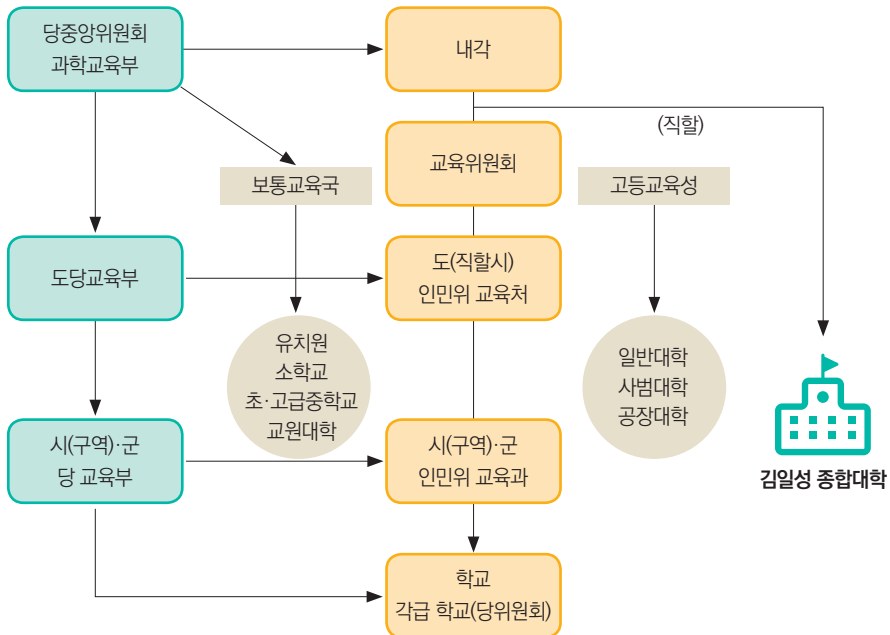 당중앙위원회
과학교육부
내각
(직할)
교육위원회
보통교육국
고등교육성
도당교육부
도(직할시)
인민위 교육처
유치원
소학교
초·고급중학교
교원대학
일반대학
사범대학
공장대학
시(구역)·군
당 교육부
시(구역)·군
인민위 교육과
김일성 종합대학
학교
각급 학교(당위원회)